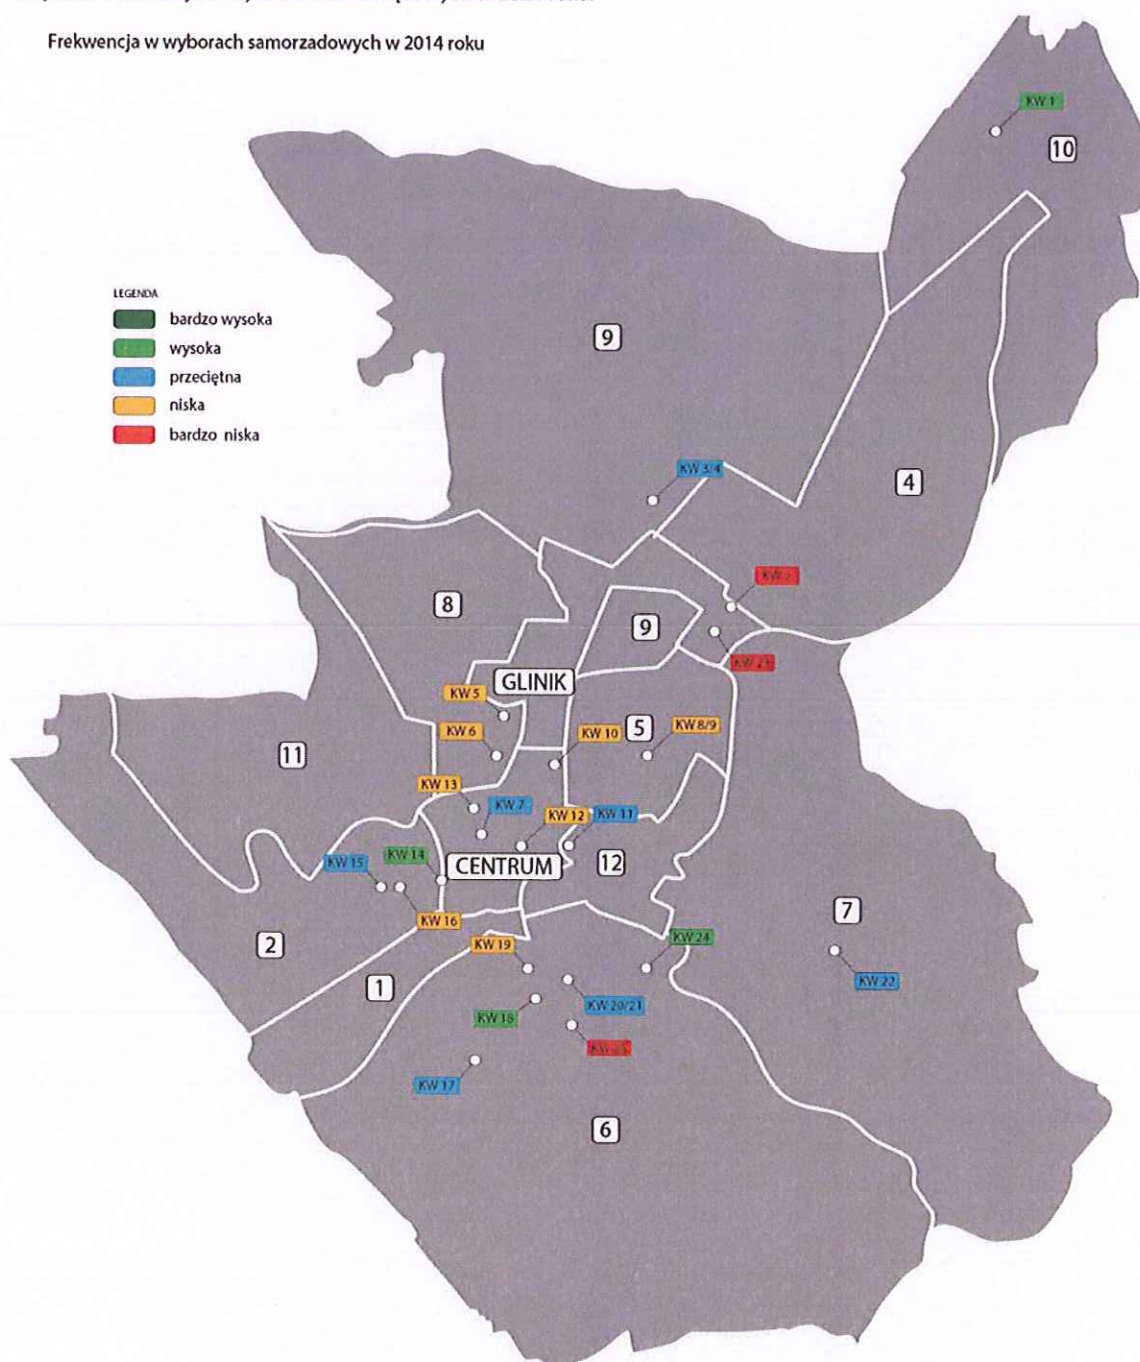 Frekwencja w wyborach samorzadowych w 2014 roku
KW 1
10
LEGENDA
bardzo wysoka
wysoka
przeciętna
niska
bardzo niska
9
KW 3/4
4
8
9
GLINIK
KW 5
KW 6
KW 10
5
KW 8/9
11
KW 13
KW 7
KW 12
KW 11
KW 15
KW 14
CENTRUM
12
KW 16
2
7
KW 19
KW 24
1
KW 22
KW 20/21
KW 18
KW 17
6